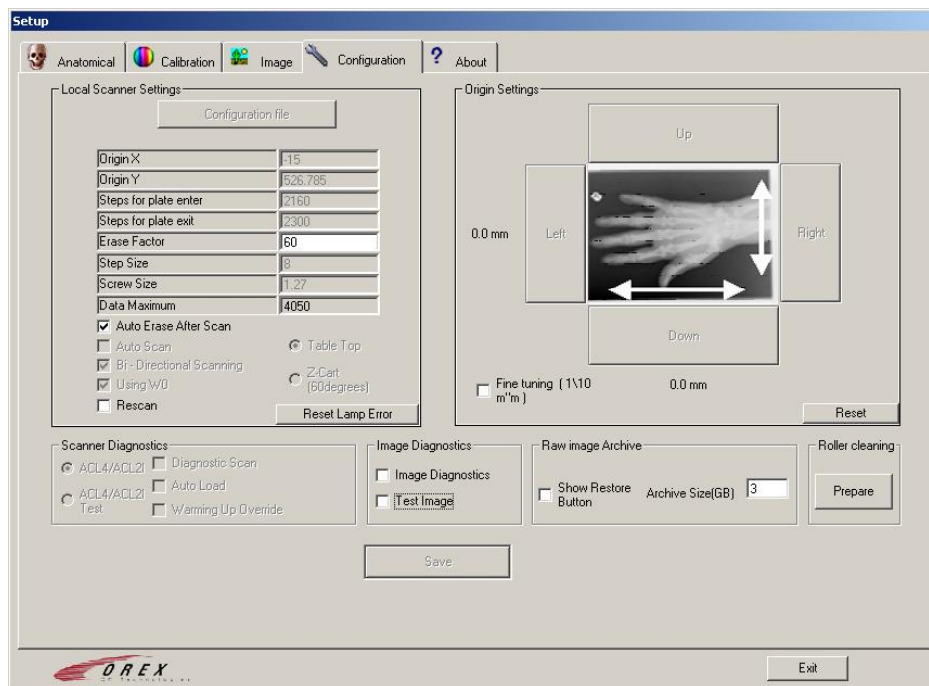 Setup
Anatomical Calibration Image Configuration ? About
Local Scanner Settings
Configuration file
Origin X -15
Origin Y 526.785
Steps for plate enter 2160
Steps for plate exit 2300
Erase Factor 60
Step Size 8
Screw Size 1.27
Data Maximum 4050
Auto Erase After Scan
Auto Scan
Bi - Directional Scanning
Using W0
Rescan
Table Top
Z-Cart
(60degrees)
Reset Lamp Error
Origin Settings
Up
0.0 mm Left Right
Down
Fine tuning ( 1\10
m"m )
0.0 mm
Reset
Scanner Diagnostics
ACL4/ACL2I
ACL4/ACL2I
Test
Diagnostic Scan
Auto Load
Warming Up Override
Image Diagnostics
Image Diagnostics
Test Image
Raw image Archive
Show Restore
Button
Archive Size(GB) 3
Roller cleaning
Prepare
Save
OREX
Exit